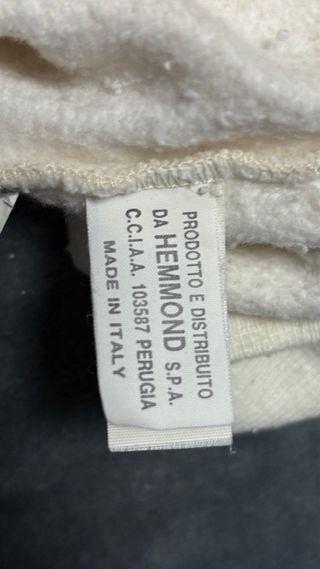 PRODOTTO E DISTRIBUITO
DA HEMMOND S.P.A.
C.C.I.A.A. 103587 PERUGIA
MADE IN ITALY